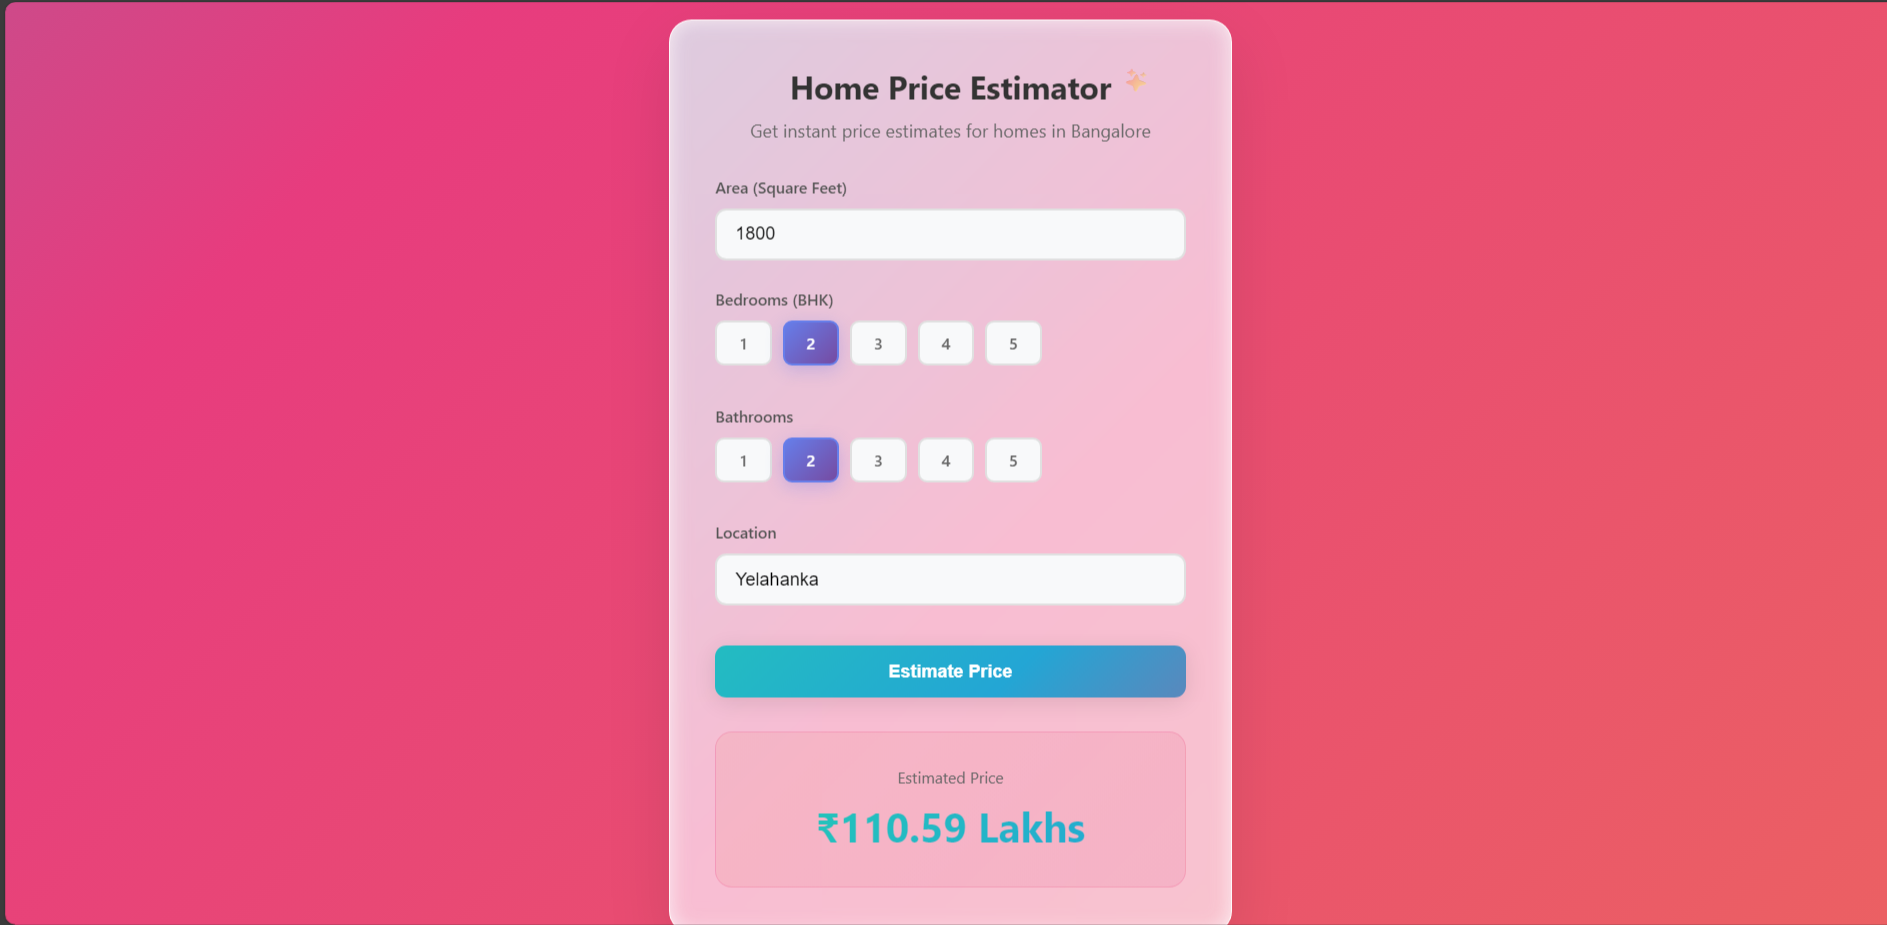 Home Price Estimator
Get instant price estimates for homes in Bangalore
Area (Square Feet)
1800
Bedrooms (BHK)
1 2 3 4 5
Bathrooms
1 2 3 4 5
Location
Yelahanka
Estimate Price
Estimated Price
₹110.59 Lakhs